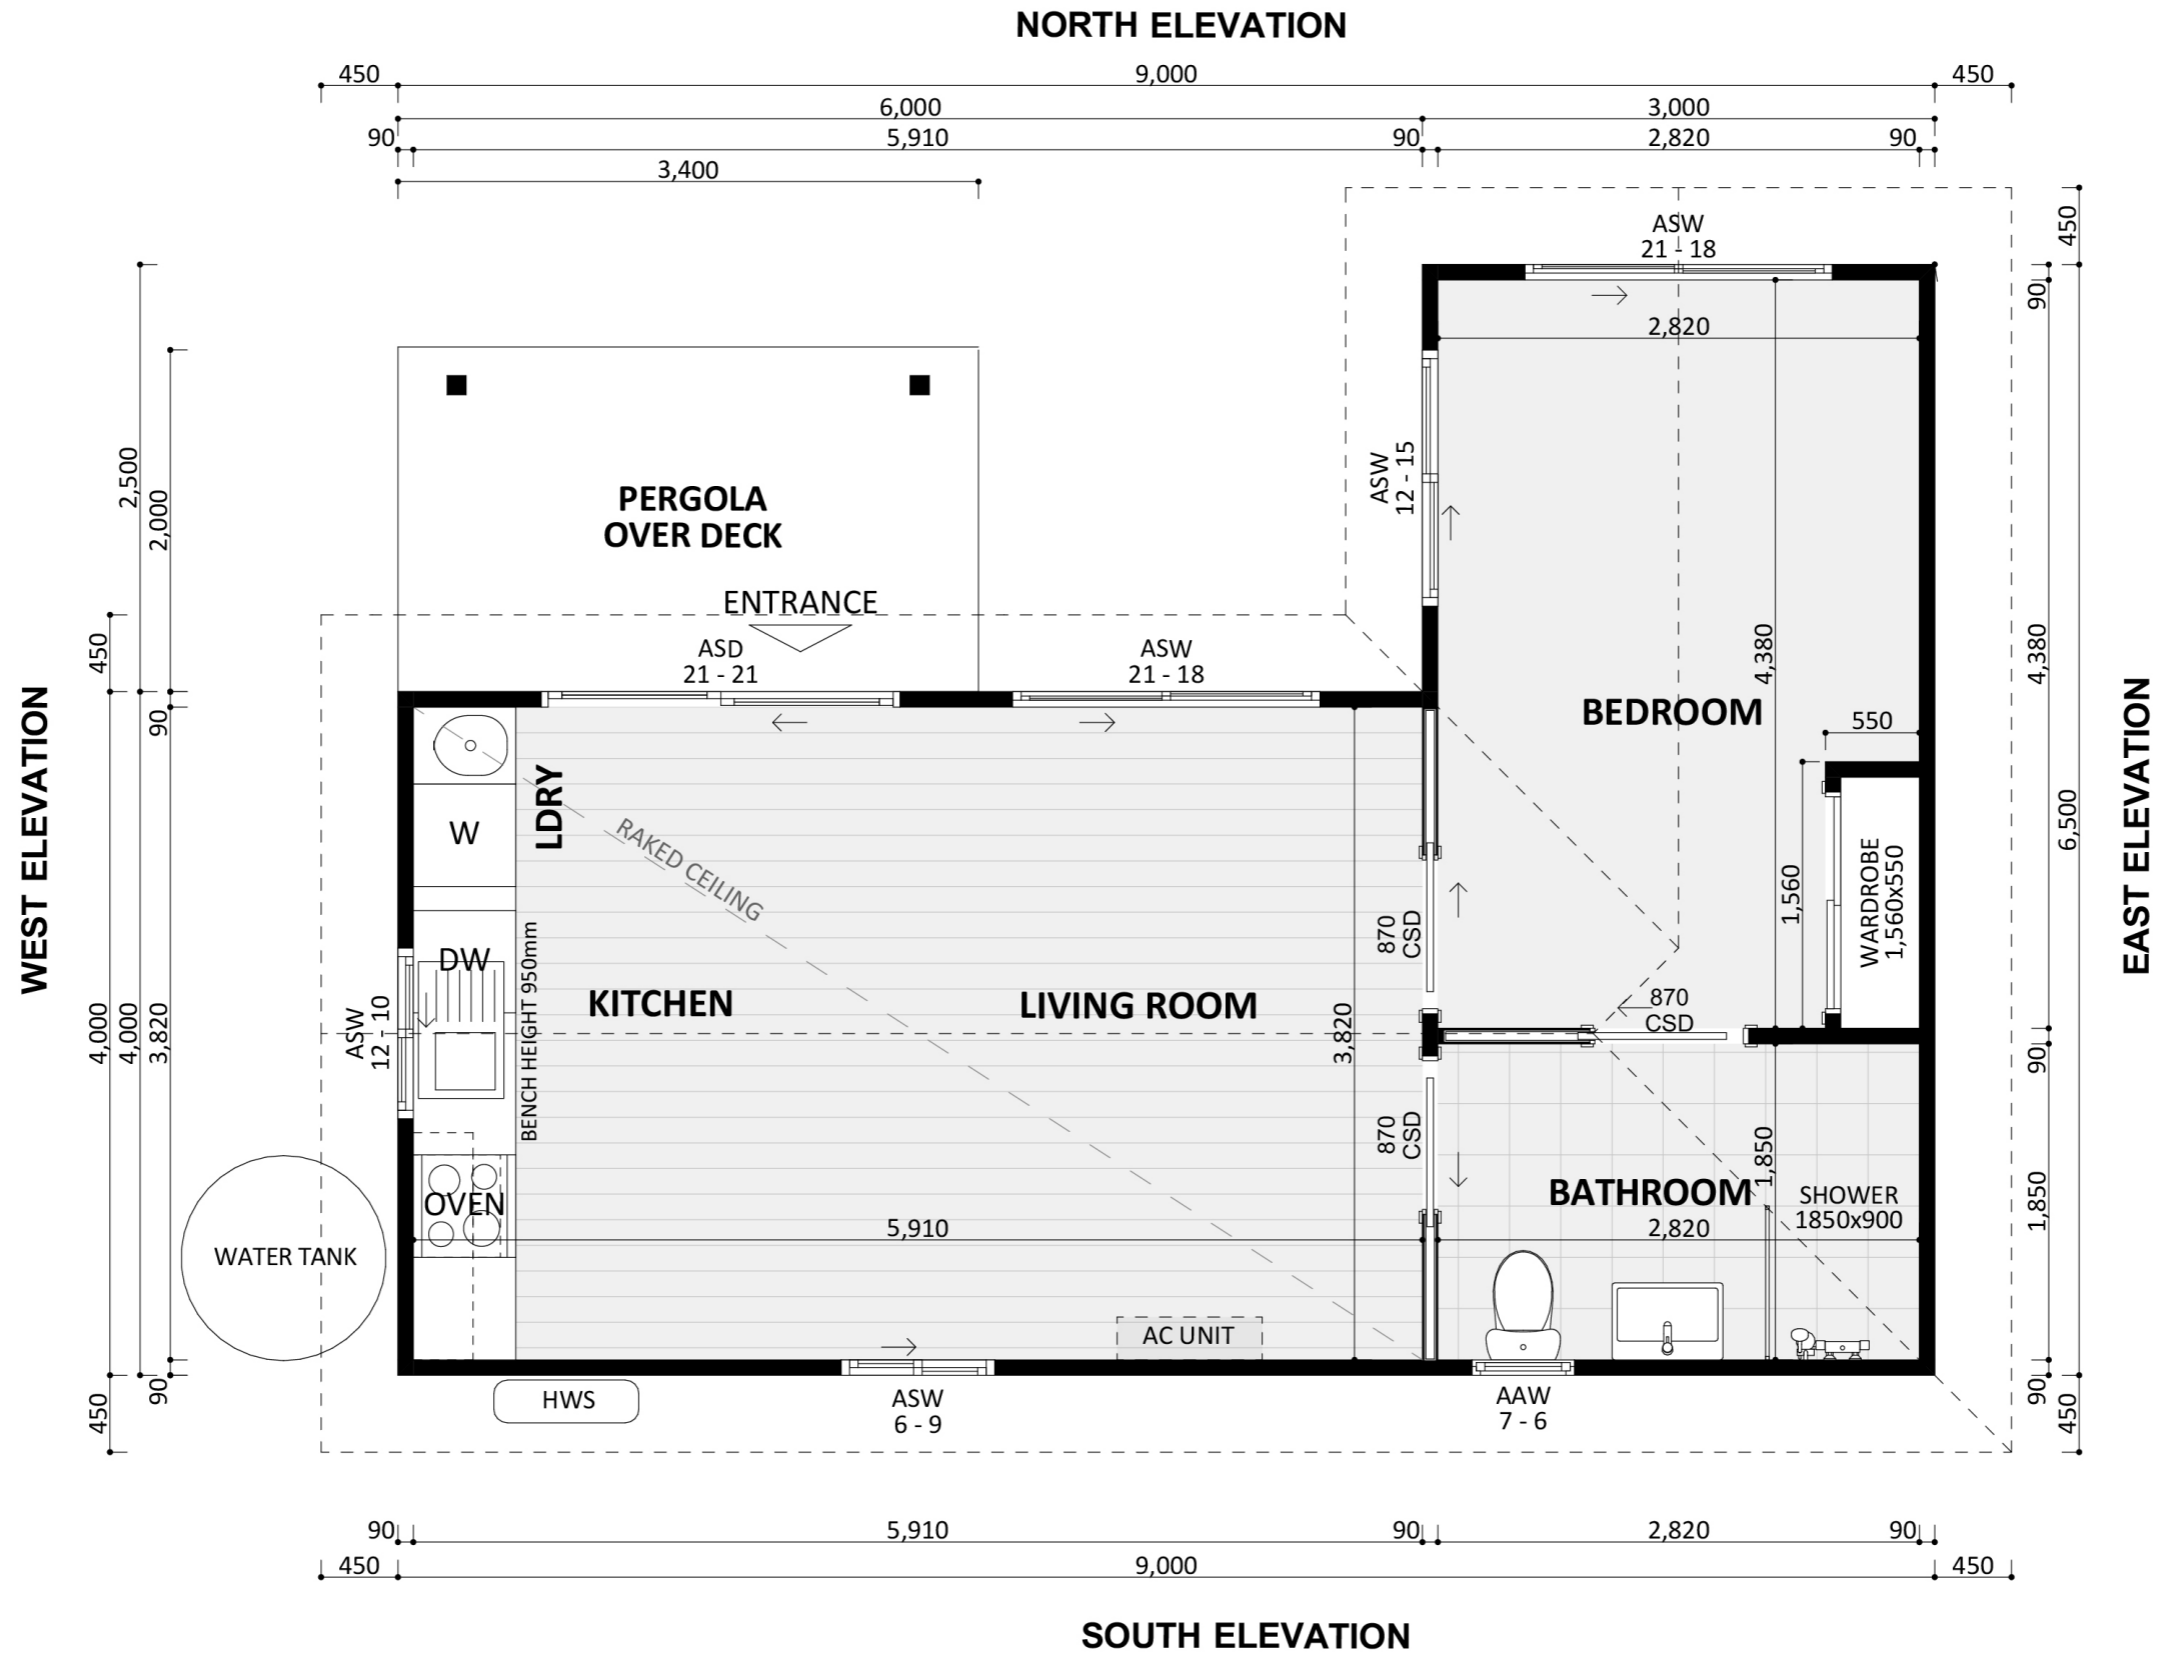 NORTH ELEVATION
450
9,000
450
6,000
3,000
90
5,910
90
2,820
90
3,400
ASW
21 - 18
450
90
2,820
2,500
2,000
ASW
12 - 15
PERGOLA
OVER DECK
ENTRANCE
ASD
21 - 21
ASW
21 - 18
450
90
4,380
4,380
BEDROOM
550
WEST ELEVATION
EAST ELEVATION
LDRY
W
RAKED CEILING
6,500
1,560
WARDROBE
1,560x550
870
CSD
DW
BENCH HEIGHT 950mm
KITCHEN
LIVING ROOM
870
CSD
ASW
12 - 10
4,000
4,000
3,820
3,820
90
870
CSD
1,850
1,850
BATHROOM
SHOWER
1850x900
OVEN
WATER TANK
5,910
2,820
AC UNIT
HWS
ASW
6 - 9
AAW
7 - 6
450
90
90
450
90
5,910
90
2,820
90
450
9,000
450
SOUTH ELEVATION